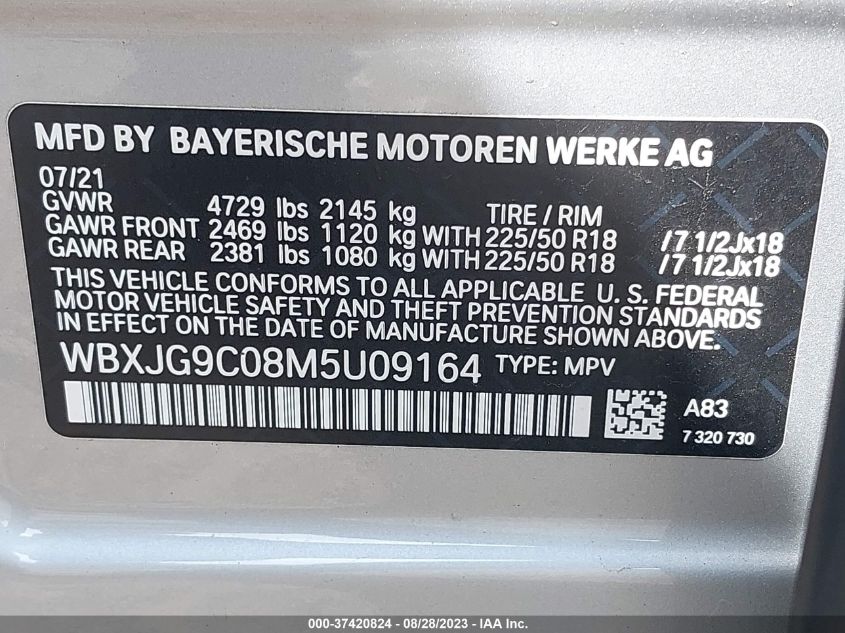 MFD BY BAYERISCHE MOTOREN WERKE AG
07/21
GVWR 4729 lbs 2145 kg TIRE / RIM
GAWR FRONT 2469 lbs 1120 kg WITH 225/50 R18 /7 1/2Jx18
GAWR REAR 2381 lbs 1080 kg WITH 225/50 R18 /7 1/2Jx18
THIS VEHICLE CONFORMS TO ALL APPLICABLE U. S. FEDERAL
MOTOR VEHICLE SAFETY AND THEFT PREVENTION STANDARDS
IN EFFECT ON THE DATE OF MANUFACTURE SHOWN ABOVE.
WBXJG9C08M5U09164 TYPE: MPV
A83
7 320 730
000-37420824 - 08/28/2023 - IAA Inc.